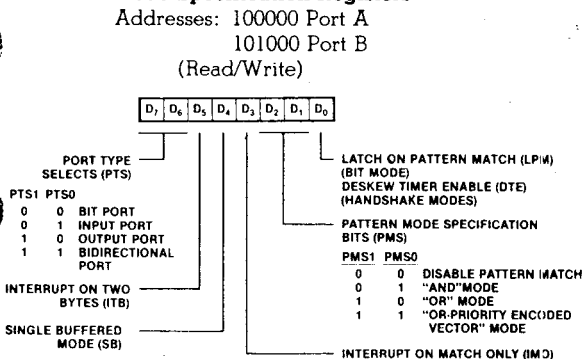 Addresses: 100000 Port A
101000 Port B
(Read/Write)
D7 D6 D5 D4 D3 D2 D1 D0
PORT TYPE
SELECTS (PTS)
PTS1 PTS0
0 0 BIT PORT
0 1 INPUT PORT
1 0 OUTPUT PORT
1 1 BIDIRECTIONAL
PORT
INTERRUPT ON TWO
BYTES (ITB)
SINGLE BUFFERED
MODE (SB)
LATCH ON PATTERN MATCH (LPM)
(BIT MODE)
DESKEW TIMER ENABLE (DTE)
(HANDSHAKE MODES)
PATTERN MODE SPECIFICATION
BITS (PMS)
PMS1 PMS0
0 0 DISABLE PATTERN MATCH
0 1 "AND"MODE
1 0 "OR" MODE
1 1 "OR-PRIORITY ENCODED
VECTOR" MODE
INTERRUPT ON MATCH ONLY (IMO)